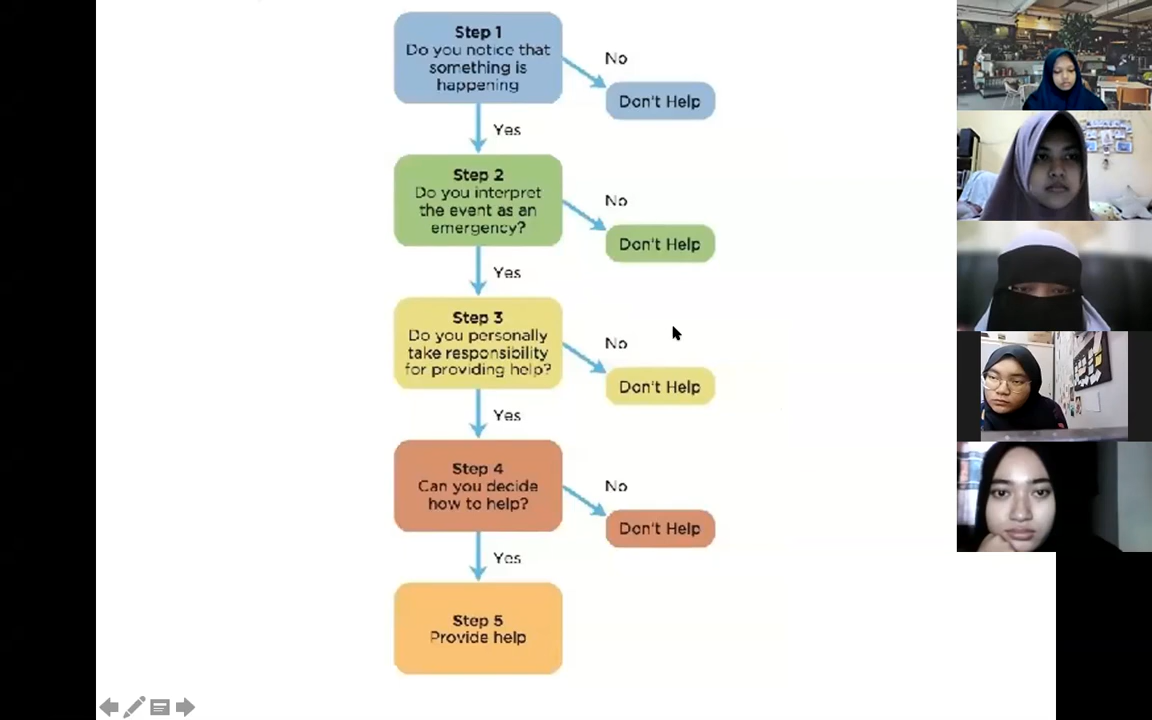 Step 1
Do you notice that
something is
happening
No
Don't Help
Yes
Step 2
Do you interpret
the event as an
emergency?
No
Don't Help
Yes
Step 3
Do you personally
take responsibility
for providing help?
No
Don't Help
Yes
Step 4
Can you decide
how to help?
No
Don't Help
Yes
Step 5
Provide help